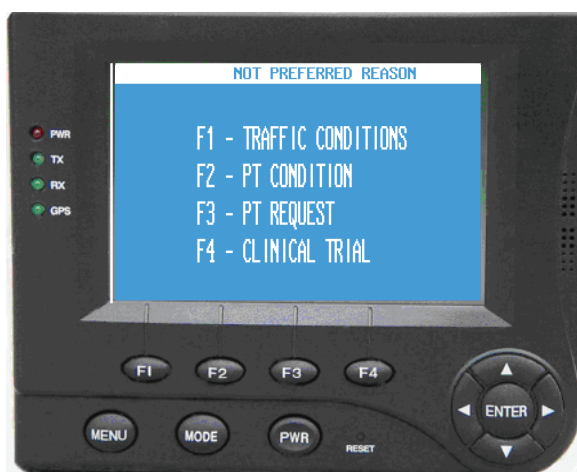 NOT PREFERRED REASON
F1 - TRAFFIC CONDITIONS
F2 - PT CONDITION
F3 - PT REQUEST
F4 - CLINICAL TRIAL
PWR
TX
RX
GPS
F1 F2 F3 F4
MENU MODE PWR RESET
ENTER